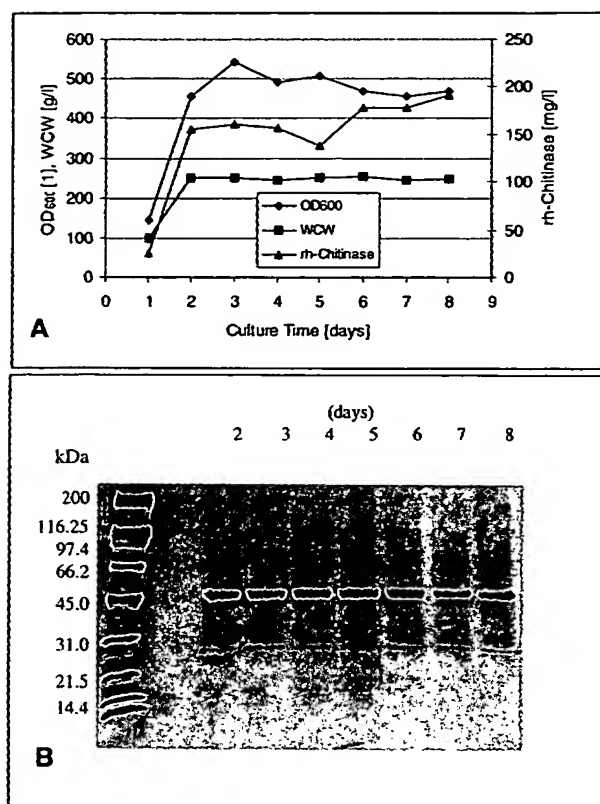 A
600
500
400
300
200
100
0
OD600 [1], WCW [g/l]
250
200
150
100
50
0
rh-Chitinase [mg/l]
OD600
WCW
rh-Chitinase
0 1 2 3 4 5 6 7 8 9
Culture Time [days]
B
(days)
2 3 4 5 6 7 8
kDa
200
116.25
97.4
66.2
45.0
31.0
21.5
14.4